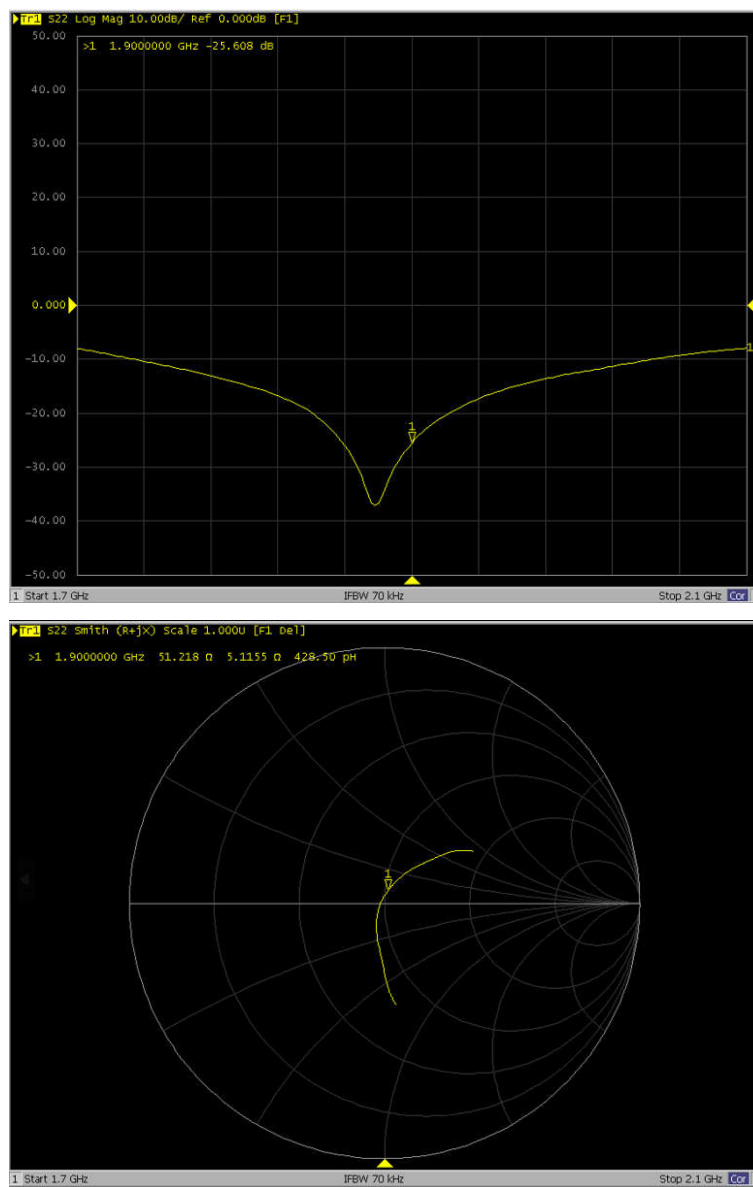 Tr1 S22 Log Mag 10.00dB/ Ref 0.000dB [F1]
50.00
>1 1.9000000 GHz -25.608 dB
40.00
30.00
20.00
10.00
0.000
-10.00
1
-20.00
1
-30.00
-40.00
-50.00
1 Start 1.7 GHz IFBW 70 kHz Stop 2.1 GHz Cor
Tr1 S22 Smith (R+jX) Scale 1.000U [F1 Del]
>1 1.9000000 GHz 51.218 Ω 5.1155 Ω 428.50 pH
1
1 Start 1.7 GHz IFBW 70 kHz Stop 2.1 GHz Cor